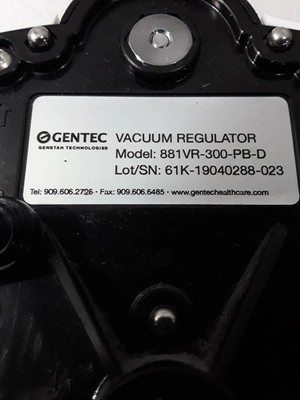 GENTEC
GENSTAR TECHNOLOGIES
VACUUM REGULATOR
Model: 881VR-300-PB-D
Lot/SN: 61K-19040288-023
Tel: 909.606.2726 • Fax: 909.606.6485 • www.gentechealthcare.com